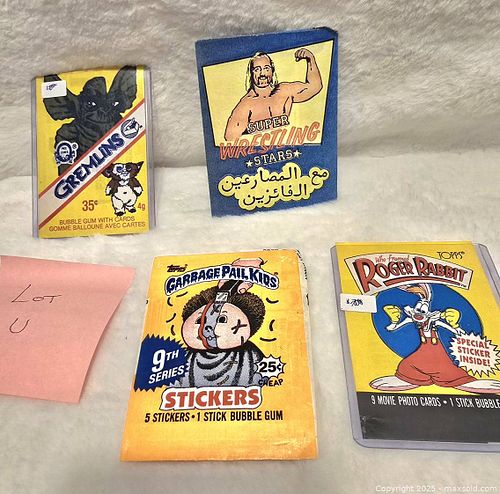 GREMLINS
35¢
4g
BUBBLE GUM WITH CARDS
GOMME BALLOUNE AVEC CARTES
SUPER
WRESTLING
STARS
مع المصارعين
الفائزين
LOT
U
TOPPS
GARBAGE PAIL KIDS
9TH
SERIES
25¢
CHEAP
STICKERS
5 STICKERS · 1 STICK BUBBLE GUM
TOPPS
Who Framed
ROGER RABBIT
SPECIAL
STICKER
INSIDE!
9 MOVIE PHOTO CARDS · 1 STICK BUBBLE
Copyright 2025 - maxsold.com